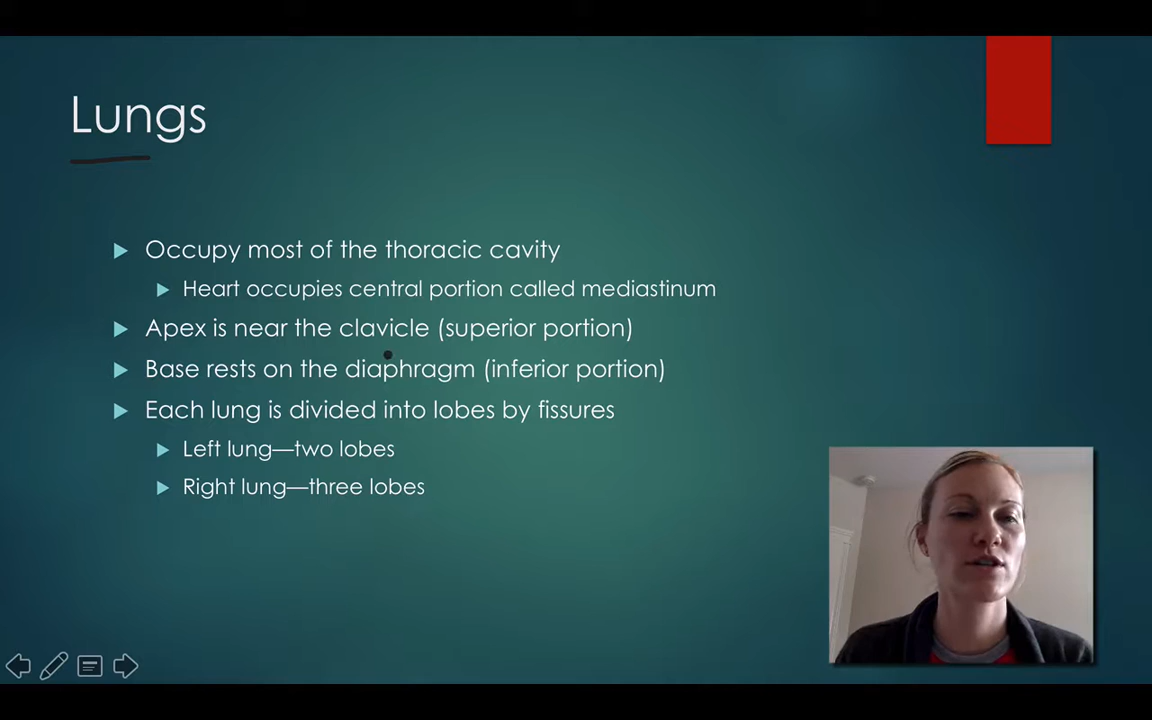 Lungs
Occupy most of the thoracic cavity
Heart occupies central portion called mediastinum
Apex is near the clavicle (superior portion)
Base rests on the diaphragm (inferior portion)
Each lung is divided into lobes by fissures
Left lung—two lobes
Right lung—three lobes